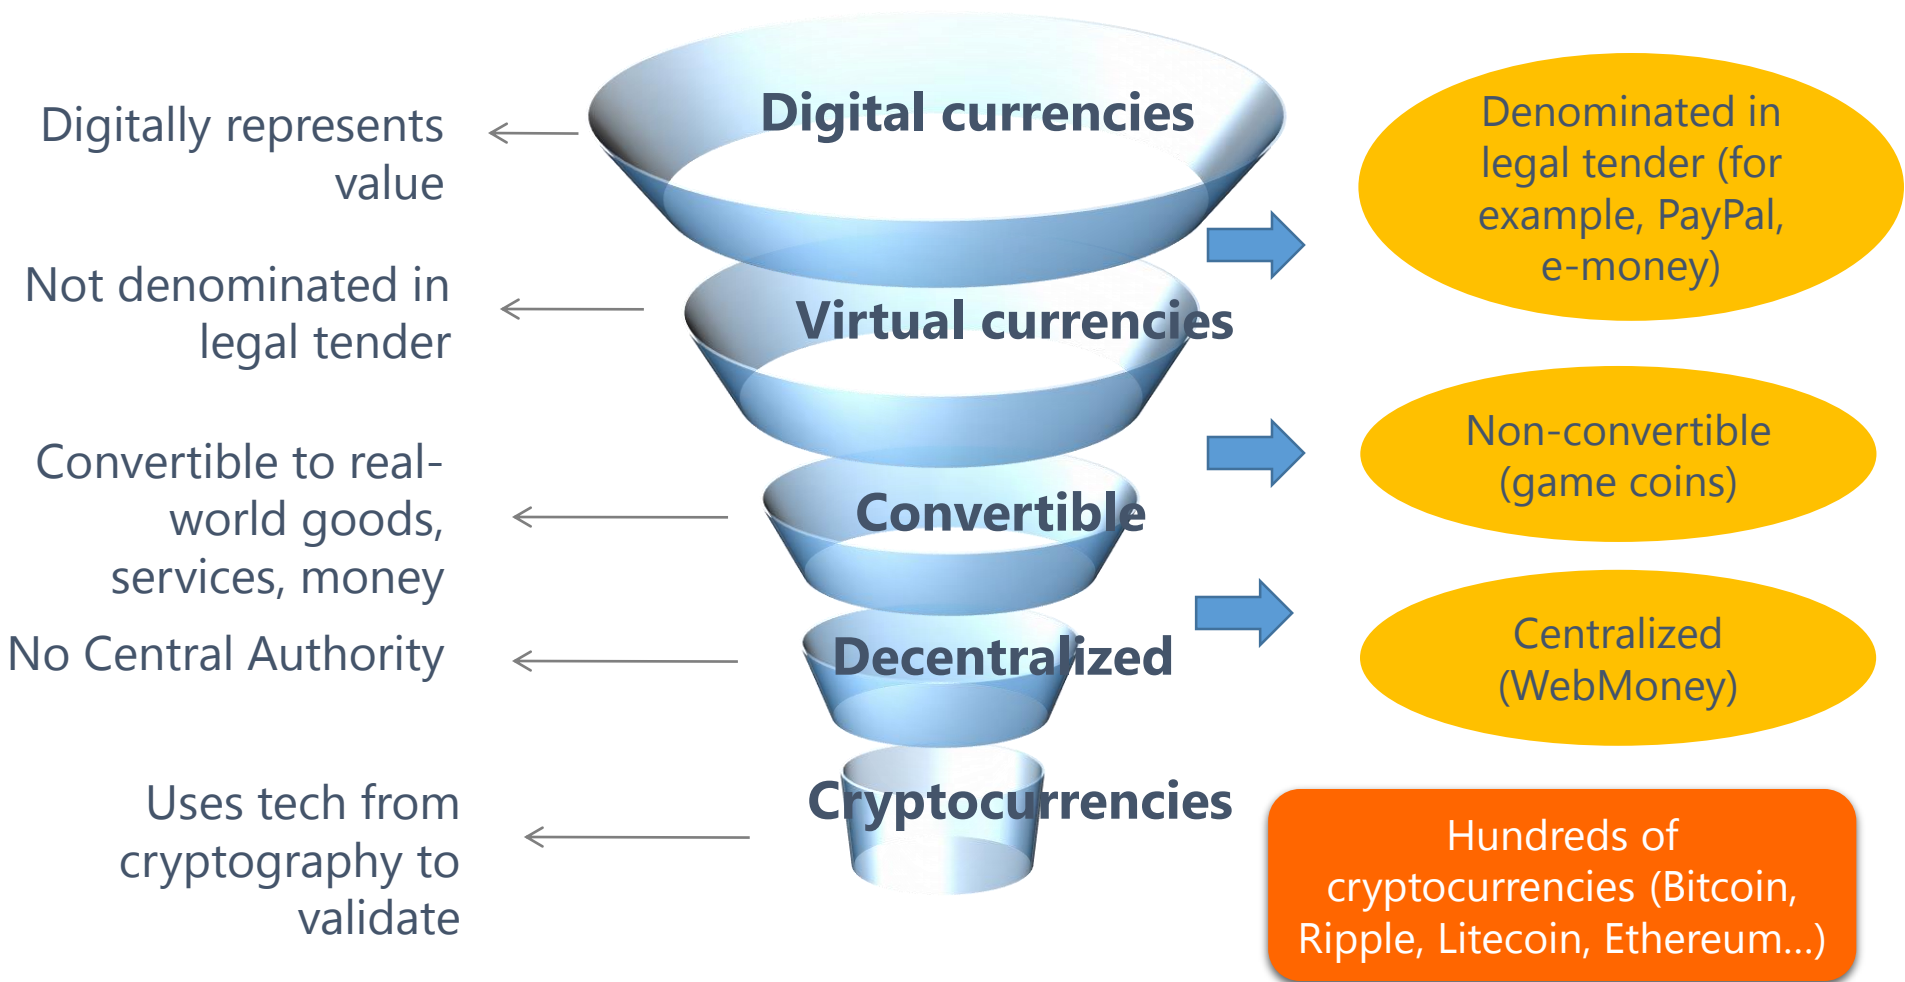 Digitally represents
value
Digital currencies
Denominated in
legal tender (for
example, PayPal,
e-money)
Not denominated in
legal tender
Virtual currencies
Convertible to real-
world goods,
services, money
Convertible
Non-convertible
(game coins)
No Central Authority
Decentralized
Centralized
(WebMoney)
Uses tech from
cryptography to
validate
Cryptocurrencies
Hundreds of
cryptocurrencies (Bitcoin,
Ripple, Litecoin, Ethereum...)